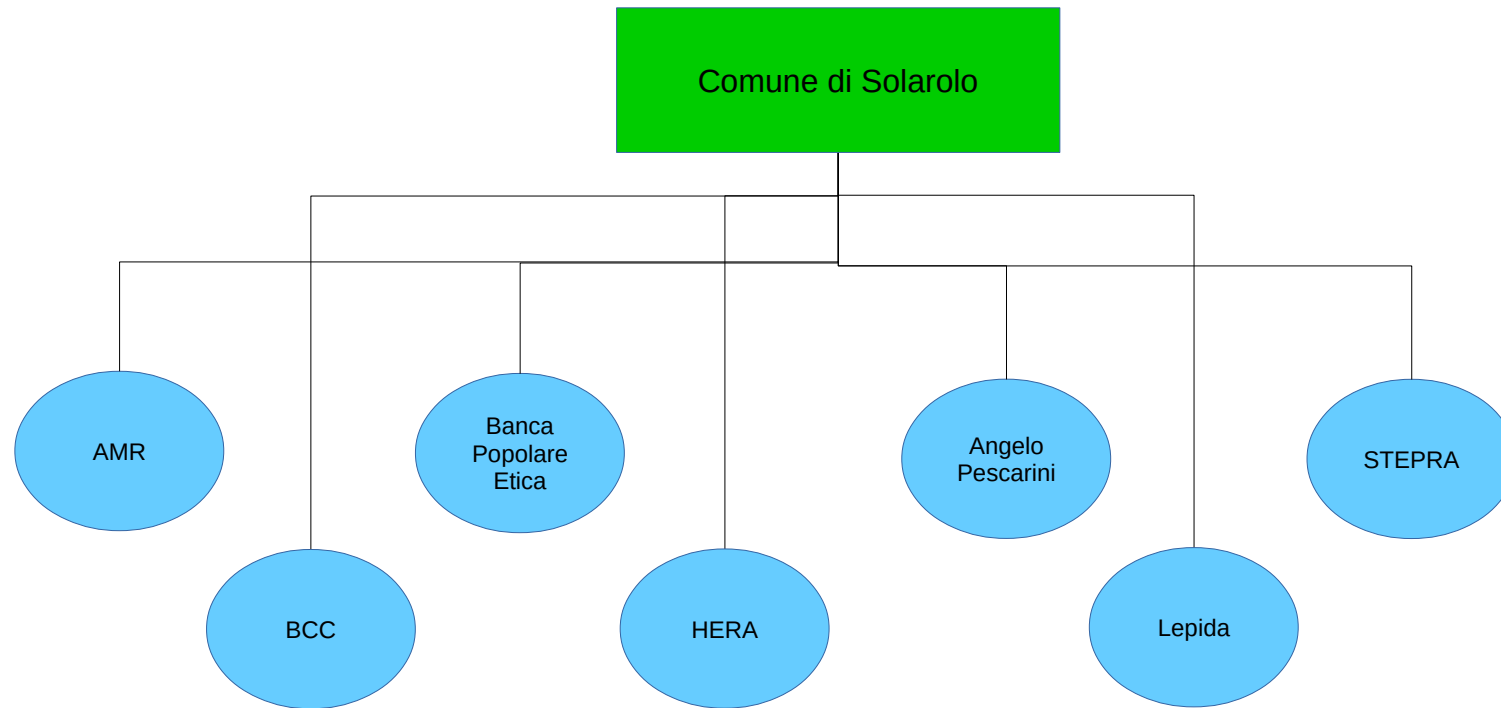 Comune di Solarolo
AMR
Banca
Popolare
Etica
Angelo
Pescarini
STEPRA
BCC
HERA
Lepida